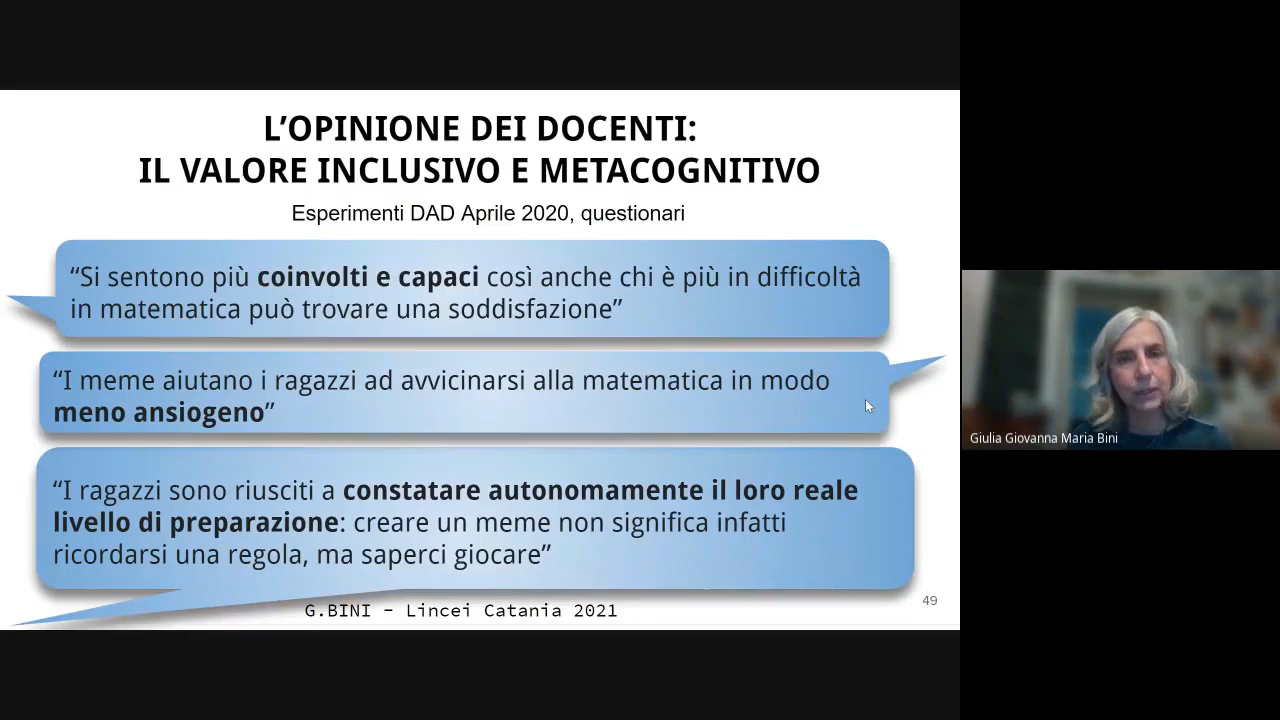 L’OPINIONE DEI DOCENTI:
IL VALORE INCLUSIVO E METACOGNITIVO
Esperimenti DAD Aprile 2020, questionari
“Si sentono più coinvolti e capaci così anche chi è più in difficoltà
in matematica può trovare una soddisfazione”
“I meme aiutano i ragazzi ad avvicinarsi alla matematica in modo
meno ansiogeno”
“I ragazzi sono riusciti a constatare autonomamente il loro reale
livello di preparazione: creare un meme non significa infatti
ricordarsi una regola, ma saperci giocare”
G.BINI – Lincei Catania 2021
49
Giulia Giovanna Maria Bini